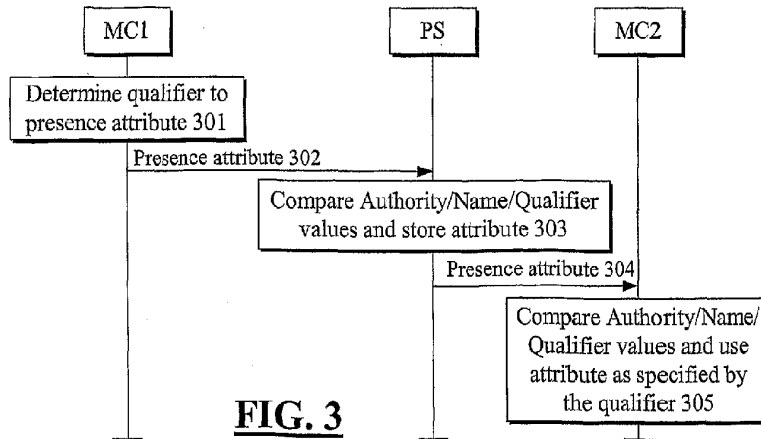 MC1
PS
MC2
Determine qualifier to
presence attribute 301
Presence attribute 302
Compare Authority/Name/Qualifier
values and store attribute 303
Presence attribute 304
Compare Authority/Name/
Qualifier values and use
attribute as specified by
the qualifier 305
FIG. 3